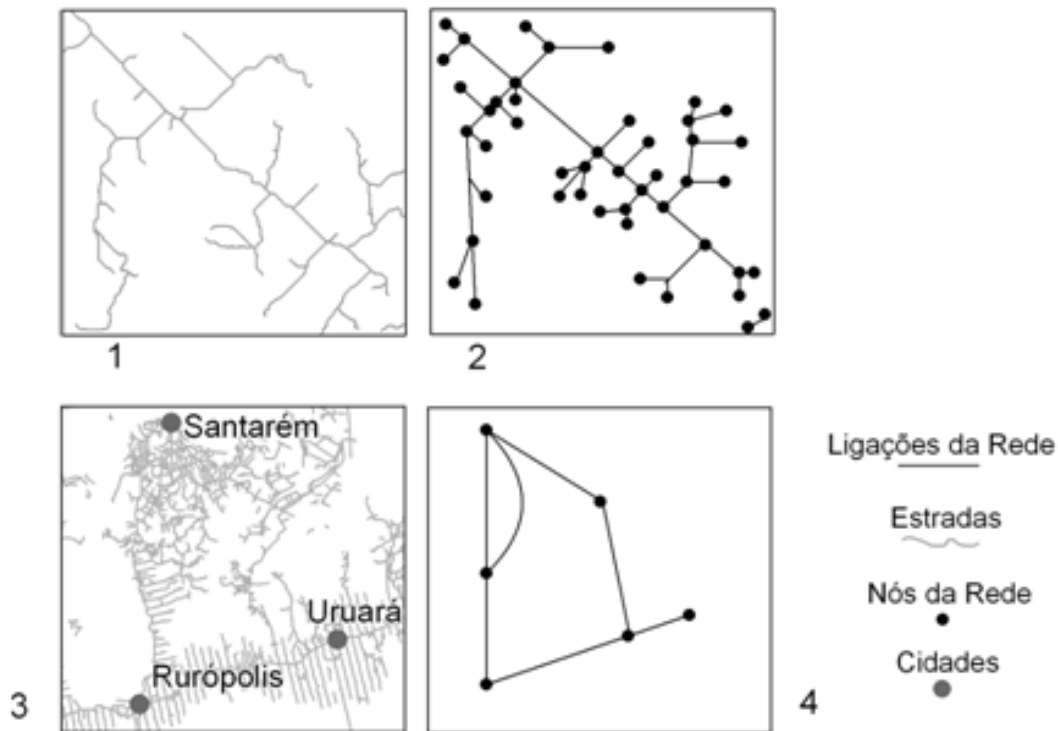 1
2
Santarém
Uruará
Rurópolis
3
4
Ligações da Rede
Estradas
Nós da Rede
Cidades